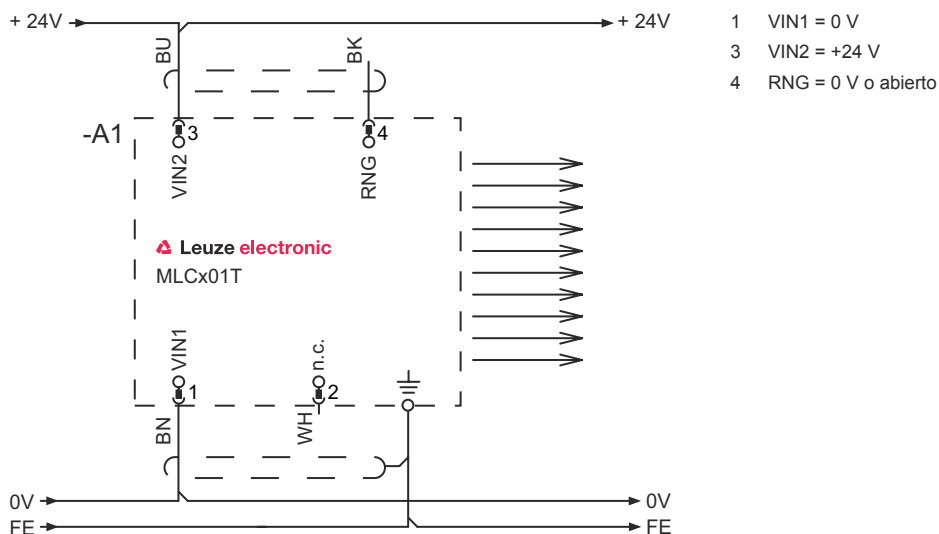 + 24V
+ 24V
BU
BK
-A1
3
4
VIN2
RNG
Leuze electronic
MLCx01T
VIN1
n.c.
1
2
BN
WH
0V
0V
FE
FE
1 VIN1 = 0 V
3 VIN2 = +24 V
4 RNG = 0 V o abierto